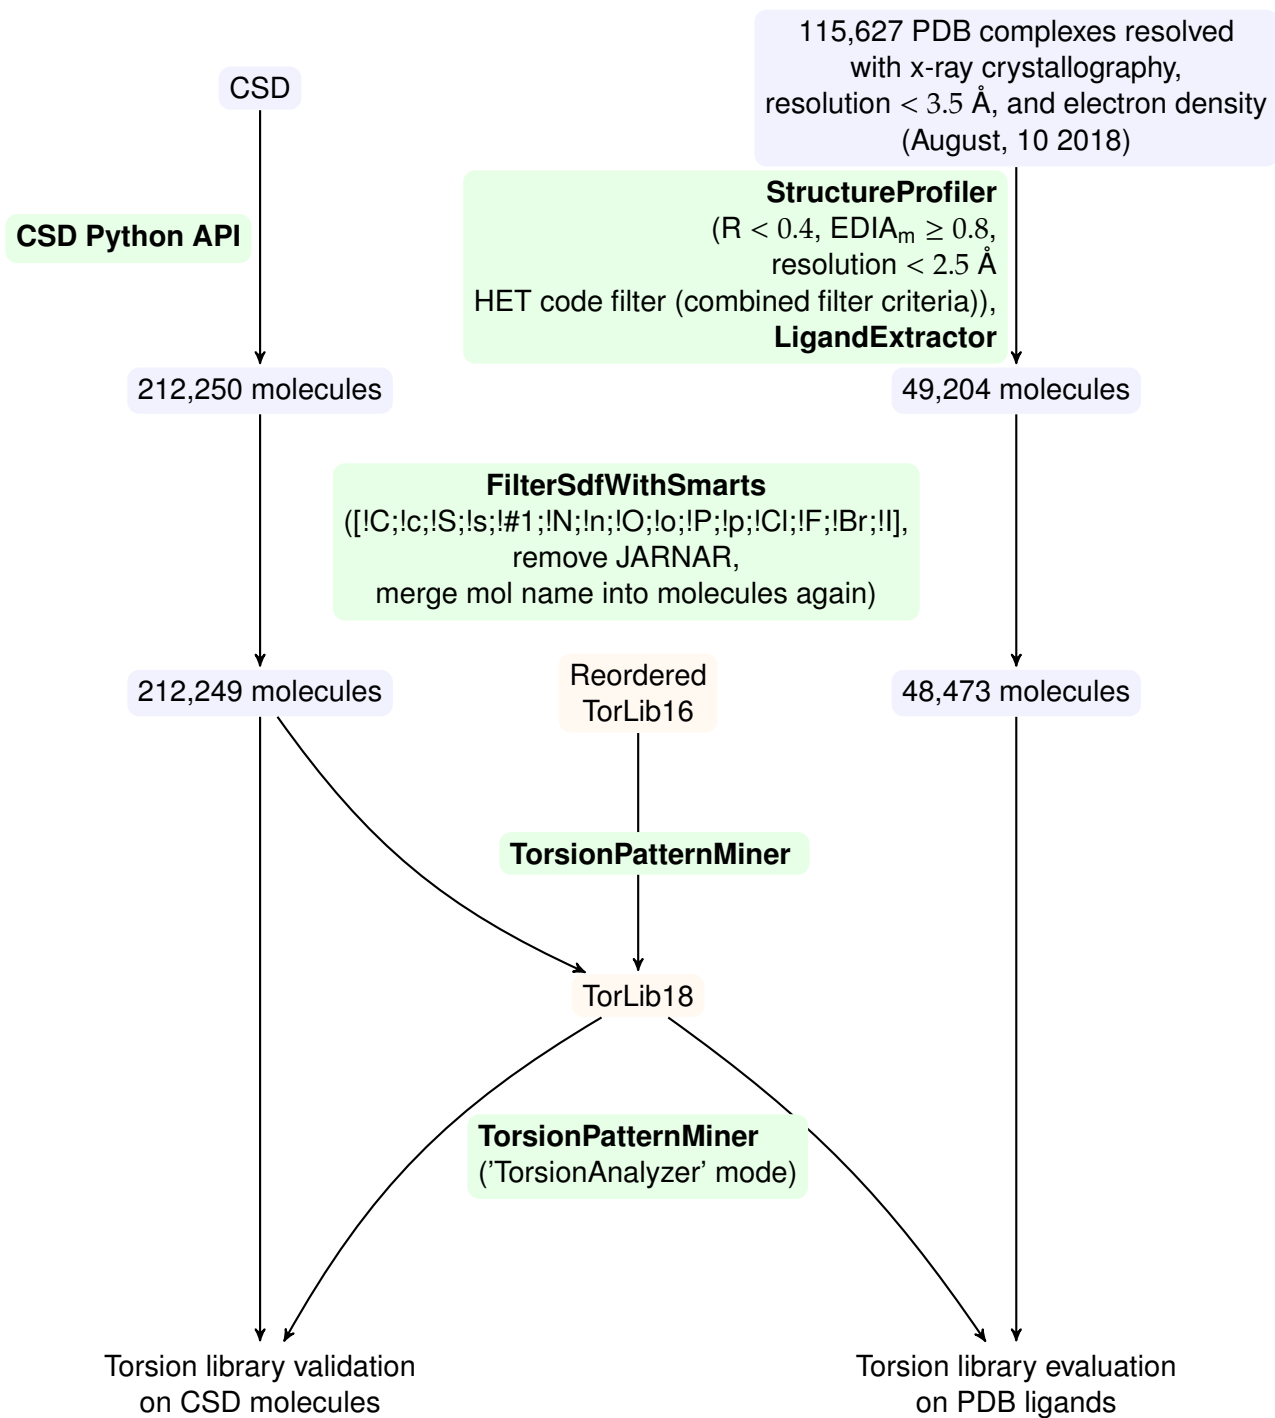 115,627 PDB complexes resolved
with x-ray crystallography,
resolution < 3.5 Å, and electron density
(August, 10 2018)
CSD
StructureProfiler
(R < 0.4, EDIAm ≥ 0.8,
resolution < 2.5 Å
HET code filter (combined filter criteria)),
LigandExtractor
CSD Python API
212,250 molecules
49,204 molecules
FilterSdfWithSmarts
([!C;!c;!S;!s;!#1;!N;!n;!O;!o;!P;!p;!Cl;!F;!Br;!I],
remove JARNAR,
merge mol name into molecules again)
212,249 molecules
Reordered
TorLib16
48,473 molecules
TorsionPatternMiner
TorLib18
TorsionPatternMiner
('TorsionAnalyzer' mode)
Torsion library validation
on CSD molecules
Torsion library evaluation
on PDB ligands